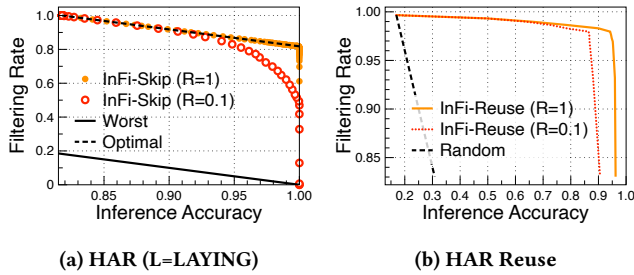 1.0
0.8
0.6
0.4
0.2
0
Filtering Rate
InFi-Skip (R=1)
InFi-Skip (R=0.1)
Worst
Optimal
0.85 0.90 0.95 1.00
Inference Accuracy
(a) HAR (L=LAYING)
1.00
0.95
0.90
0.85
Filtering Rate
InFi-Reuse (R=1)
InFi-Reuse (R=0.1)
Random
0.2 0.3 0.4 0.5 0.6 0.7 0.8 0.9 1.0
Inference Accuracy
(b) HAR Reuse